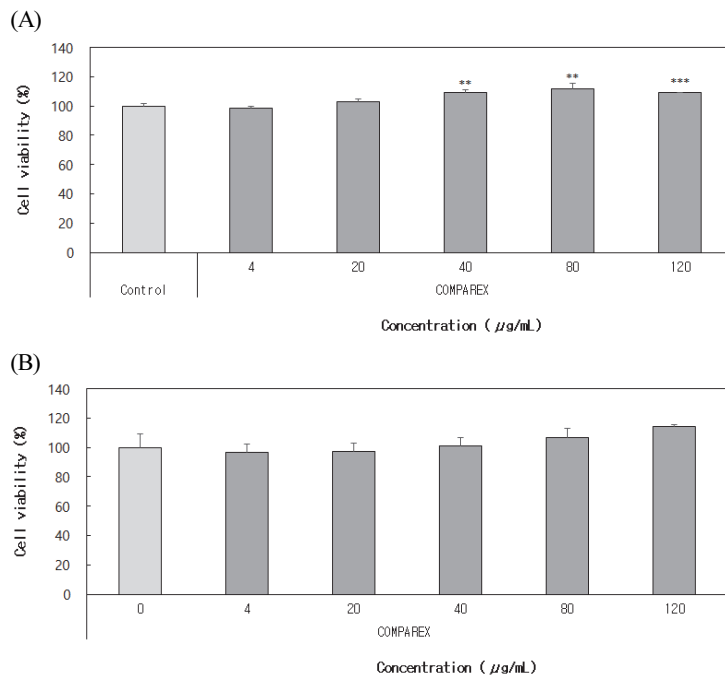 (A)
Cell viability (%)
140
120
100
80
60
40
20
0
** ** ***
4 20 40 80 120
Control COMPAREX
Concentration ( μg/mL)
(B)
Cell viability (%)
140
120
100
80
60
40
20
0
0 4 20 40 80 120
COMPAREX
Concentration ( μg/mL)